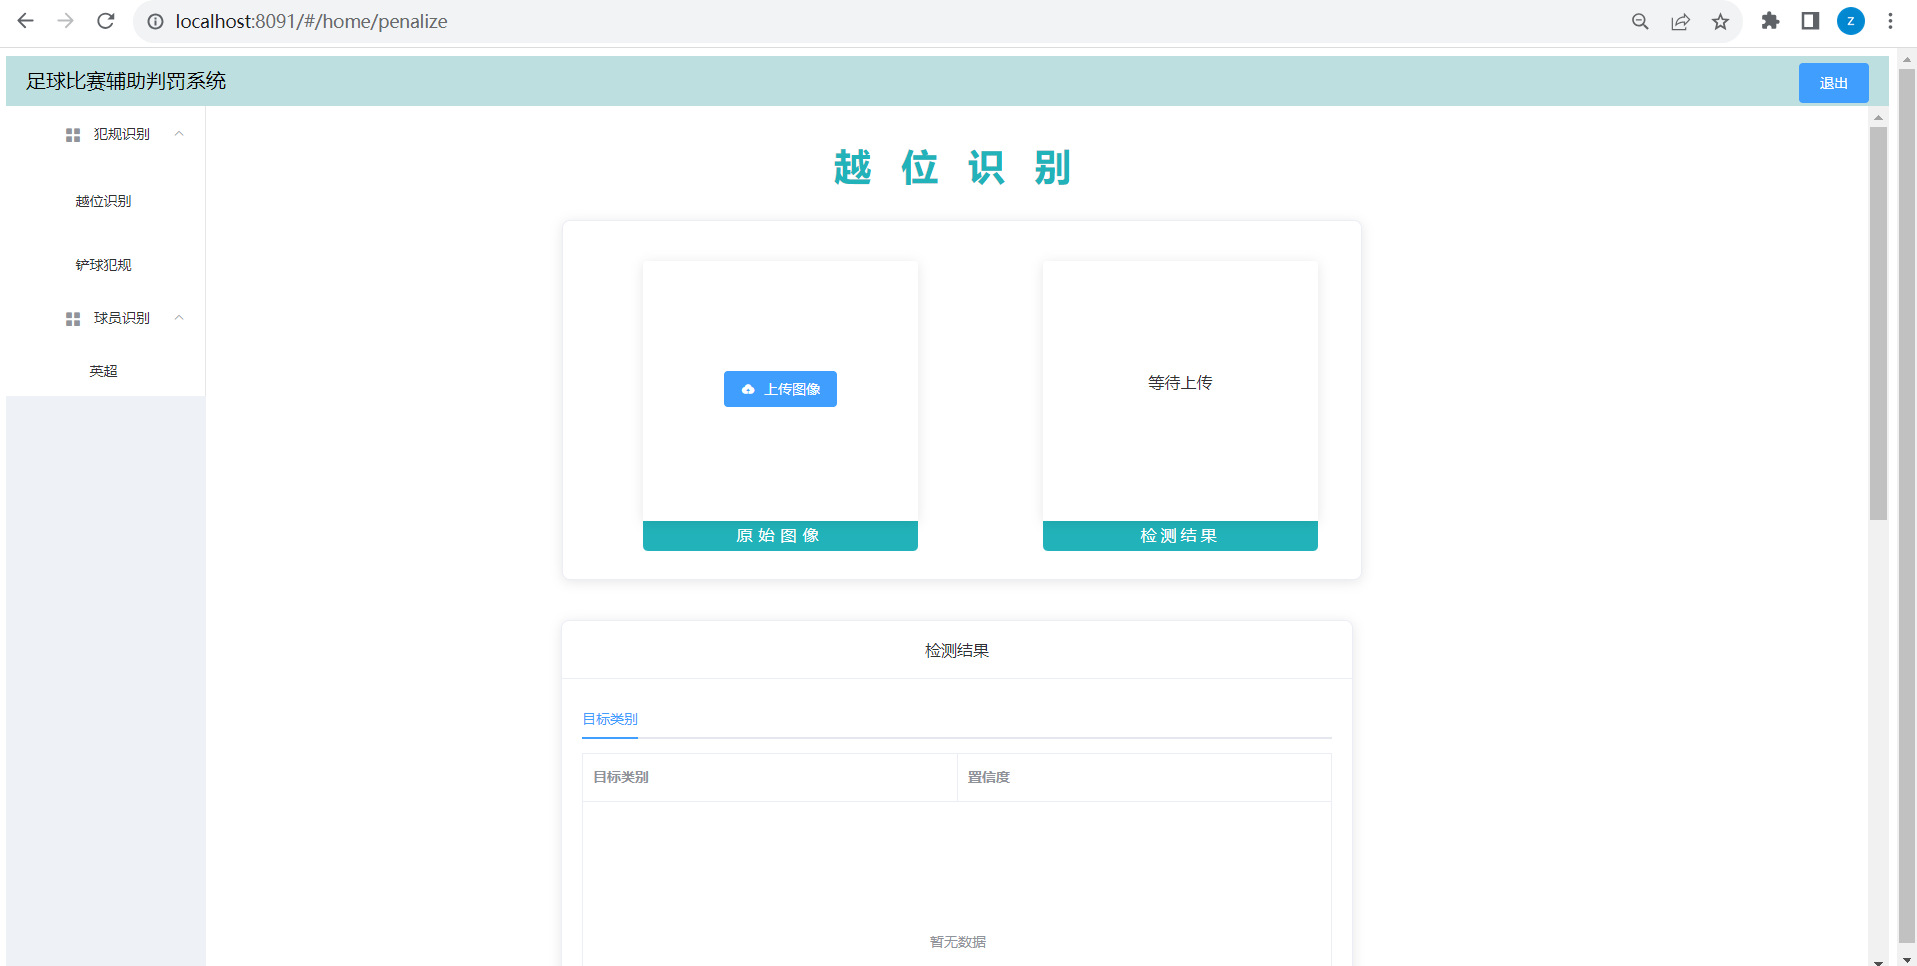 localhost:8091/#/home/penalize
Z
足球比赛辅助判罚系统
退出
犯规识别
越位识别
铲球犯规
球员识别
英超
越位识别
上传图像
等待上传
原始图像
检测结果
检测结果
目标类别
目标类别
置信度
暂无数据